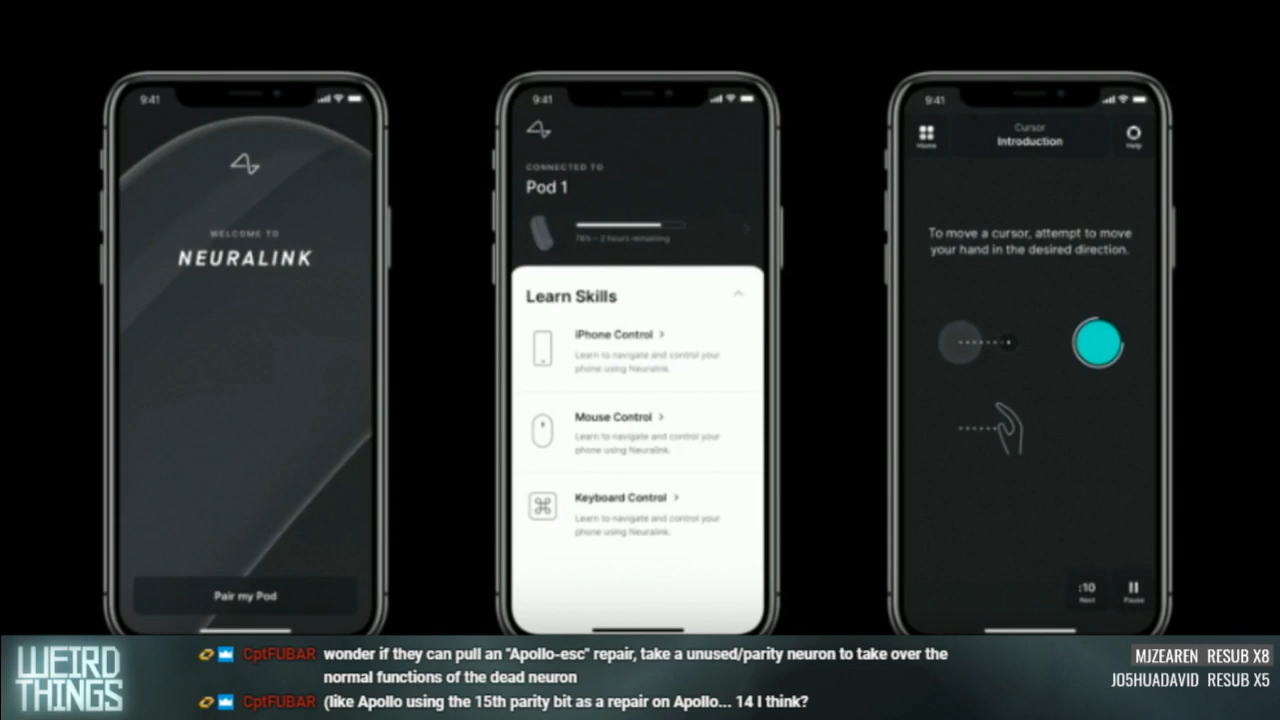 9:41
WELCOME TO
NEURALINK
Pair my Pod
9:41
CONNECTED TO
Pod 1
76% – 2 hours remaining
Learn Skills
iPhone Control >
Learn to navigate and control your
phone using Neuralink.
Mouse Control >
Learn to navigate and control your
phone using Neuralink.
Keyboard Control >
Learn to navigate and control your
phone using Neuralink.
9:41
Home
Cursor
Introduction
Help
To move a cursor, attempt to move
your hand in the desired direction.
:10
Next
Pause
WEIRD
THINGS
CptFUBAR wonder if they can pull an "Apollo-esc" repair, take a unused/parity neuron to take over the
normal functions of the dead neuron
CptFUBAR (like Apollo using the 15th parity bit as a repair on Apollo... 14 I think?
MJZEAREN RESUB X8
JO5HUADAVID RESUB X5